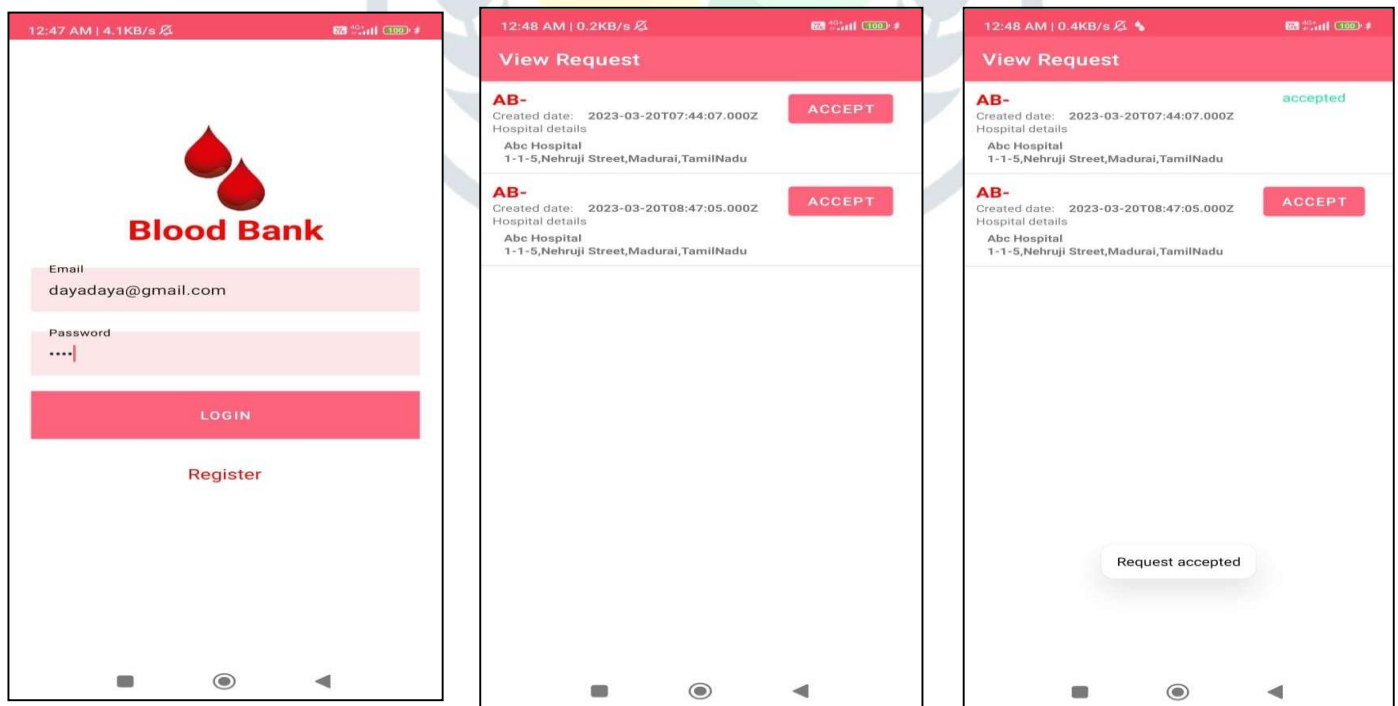 12:47 AM | 4.1KB/s
100
Blood Bank
Email
dayadaya@gmail.com
Password
••••
LOGIN
Register
12:48 AM | 0.2KB/s
100
View Request
AB-
ACCEPT
Created date: 2023-03-20T07:44:07.000Z
Hospital details
Abc Hospital
1-1-5,Nehruji Street,Madurai,TamilNadu
AB-
ACCEPT
Created date: 2023-03-20T08:47:05.000Z
Hospital details
Abc Hospital
1-1-5,Nehruji Street,Madurai,TamilNadu
12:48 AM | 0.4KB/s
100
View Request
AB-
accepted
Created date: 2023-03-20T07:44:07.000Z
Hospital details
Abc Hospital
1-1-5,Nehruji Street,Madurai,TamilNadu
AB-
ACCEPT
Created date: 2023-03-20T08:47:05.000Z
Hospital details
Abc Hospital
1-1-5,Nehruji Street,Madurai,TamilNadu
Request accepted